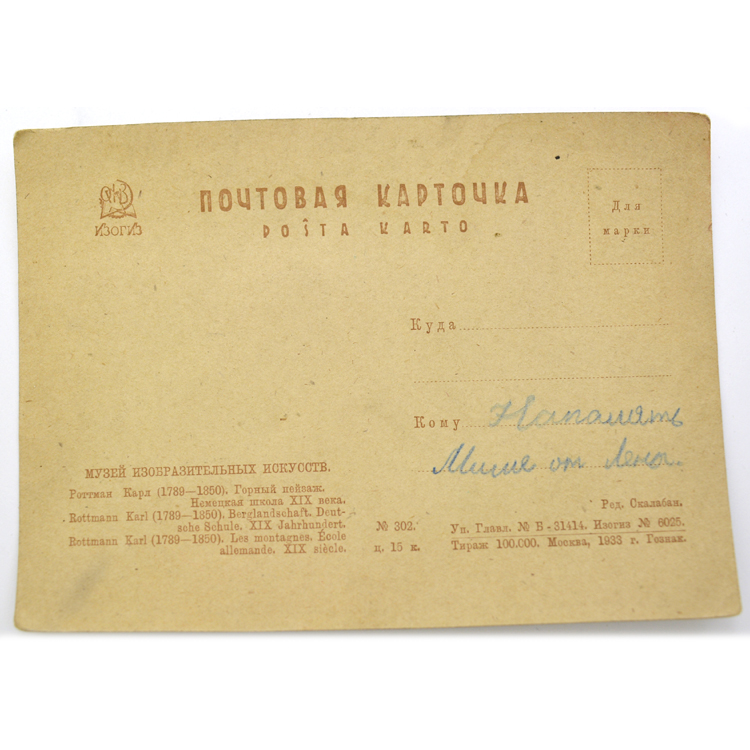 ИЗОГИЗ
ПОЧТОВАЯ КАРТОЧКА
POŜTA KARTO
Для
марки
Куда
Кому Напамять
Мише от Лены.
МУЗЕЙ ИЗОБРАЗИТЕЛЬНЫХ ИСКУССТВ.
Роттман Карл (1789—1850). Горный пейзаж.
Немецкая школа XIX века.
Rottmann Karl (1789—1850). Berglandschaft. Deut-
sche Schule. XIX Jahrhundert.
Rottmann Karl (1789—1850). Les montagnes. École
allemande. XIX siècle.
№ 302.
ц. 15 к.
Ред. Скалабан.
Уп. Главл. № В-31414. Изогиз № 6025.
Тираж 100.000. Москва, 1933 г. Гознак.